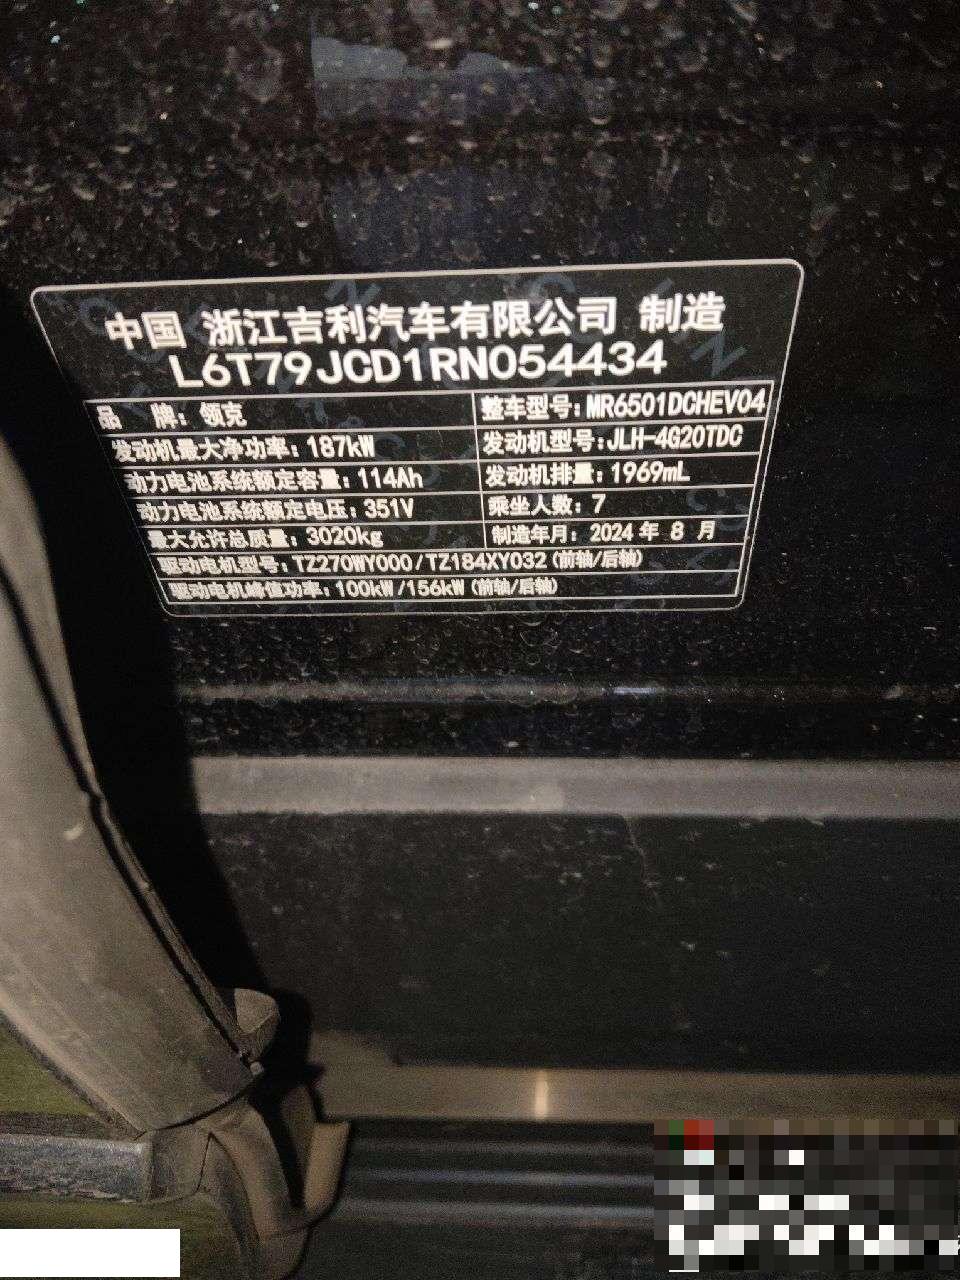 中国 浙江吉利汽车有限公司 制造
L6T79JCD1RN054434
品 牌: 领克 整车型号: MR6501DCHEV04
发动机最大净功率: 187kW 发动机型号: JLH-4G20TDC
动力电池系统额定容量: 114Ah 发动机排量: 1969mL
动力电池系统额定电压: 351V 乘坐人数: 7
最大允许总质量: 3020kg 制造年月: 2024 年 8 月
驱动电机型号: TZ270WY000/TZ184XY032 (前轴/后轴)
驱动电机峰值功率: 100kW/156kW (前轴/后轴)